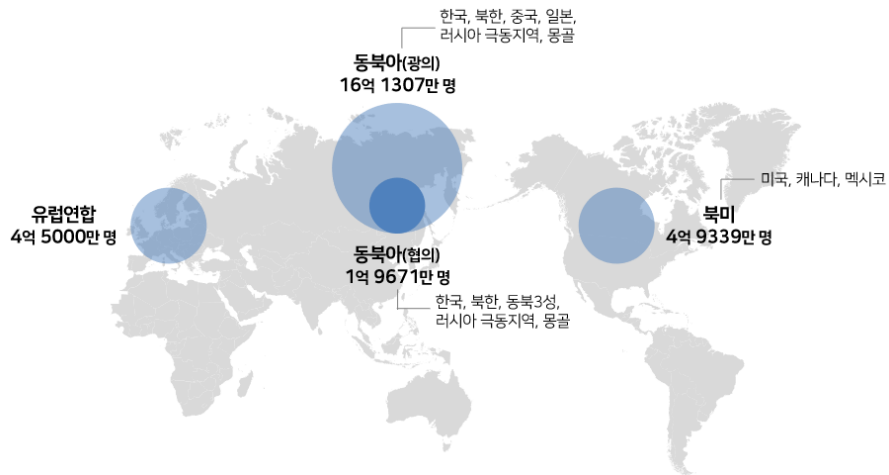 한국, 북한, 중국, 일본,
러시아 극동지역, 몽골
동북아(광의)
16억 1307만 명
유럽연합
4억 5000만 명
동북아(협의)
1억 9671만 명
한국, 북한, 동북3성,
러시아 극동지역, 몽골
미국, 캐나다, 멕시코
북미
4억 9339만 명